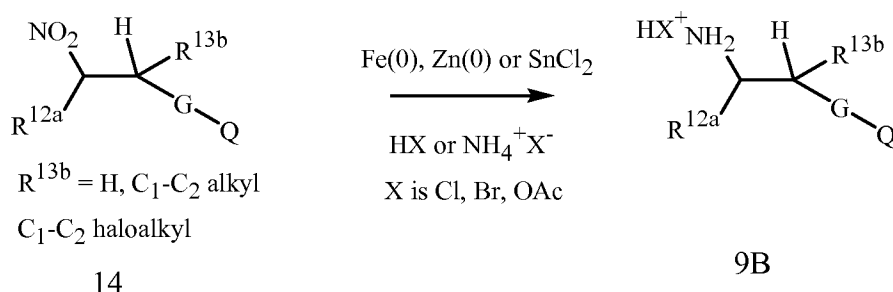 NO2 H R13b
R12a G Q
R13b = H, C1-C2 alkyl
C1-C2 haloalkyl
14
Fe(0), Zn(0) or SnCl2
HX or NH4+X-
X is Cl, Br, OAc
HX+ NH2 H R13b
R12a G Q
9B